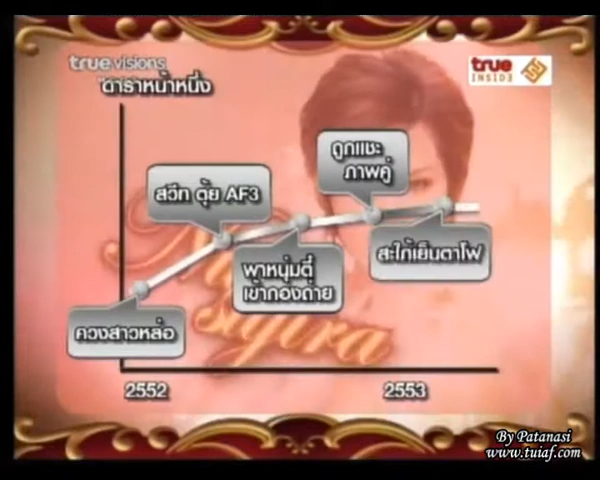 true visions
"ดาราหน้าหนึ่ง
true
INSIDE
ถูกแชะ
ภาพคู่
สวีท ตุ้ย AF3
สะใภ้เย็นตาโฟ
พาหนุ่มตี๋
เข้ากองถ่าย
ควงสาวหล่อ
sigira
2552
2553
By Patanasi
www.tuiaf.com